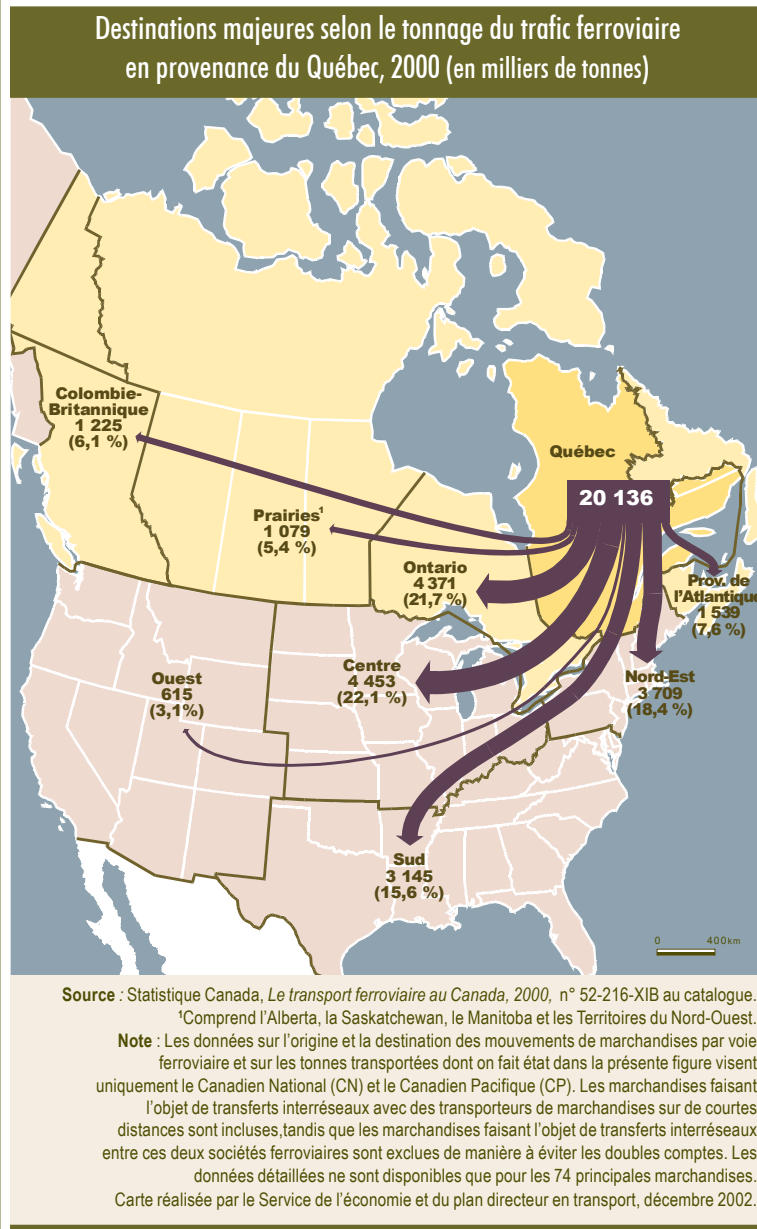 Destinations majeures selon le tonnage du trafic ferroviaire
en provenance du Québec, 2000 (en milliers de tonnes)
Colombie-
Britannique
1 225
(6,1 %)
Québec
20 136
Prairies¹
1 079
(5,4 %)
Ontario
4 371
(21,7 %)
Prov. de
l'Atlantique
1 539
(7,6 %)
Centre
4 453
(22,1 %)
Ouest
615
(3,1%)
Nord-Est
3 709
(18,4 %)
Sud
3 145
(15,6 %)
0 400km
Source : Statistique Canada, Le transport ferroviaire au Canada, 2000, n° 52-216-XIB au catalogue.
¹Comprend l'Alberta, la Saskatchewan, le Manitoba et les Territoires du Nord-Ouest.
Note : Les données sur l'origine et la destination des mouvements de marchandises par voie
ferroviaire et sur les tonnes transportées dont on fait état dans la présente figure visent
uniquement le Canadien National (CN) et le Canadien Pacifique (CP). Les marchandises faisant
l'objet de transferts interréseaux avec des transporteurs de marchandises sur de courtes
distances sont incluses,tandis que les marchandises faisant l'objet de transferts interréseaux
entre ces deux sociétés ferroviaires sont exclues de manière à éviter les doubles comptes. Les
données détaillées ne sont disponibles que pour les 74 principales marchandises.
Carte réalisée par le Service de l'économie et du plan directeur en transport, décembre 2002.